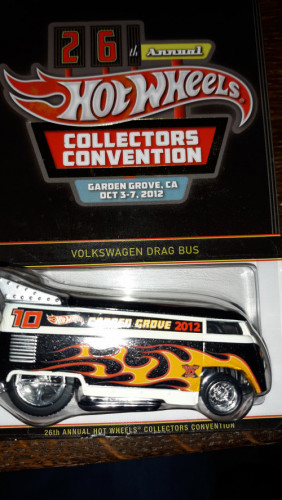 26th Annual
HOT WHEELS
COLLECTORS
CONVENTION
GARDEN GROVE, CA
OCT 3-7, 2012
VOLKSWAGEN DRAG BUS
10 Hot Wheels GARDEN GROVE 2012
26th ANNUAL HOT WHEELS® COLLECTORS CONVENTION